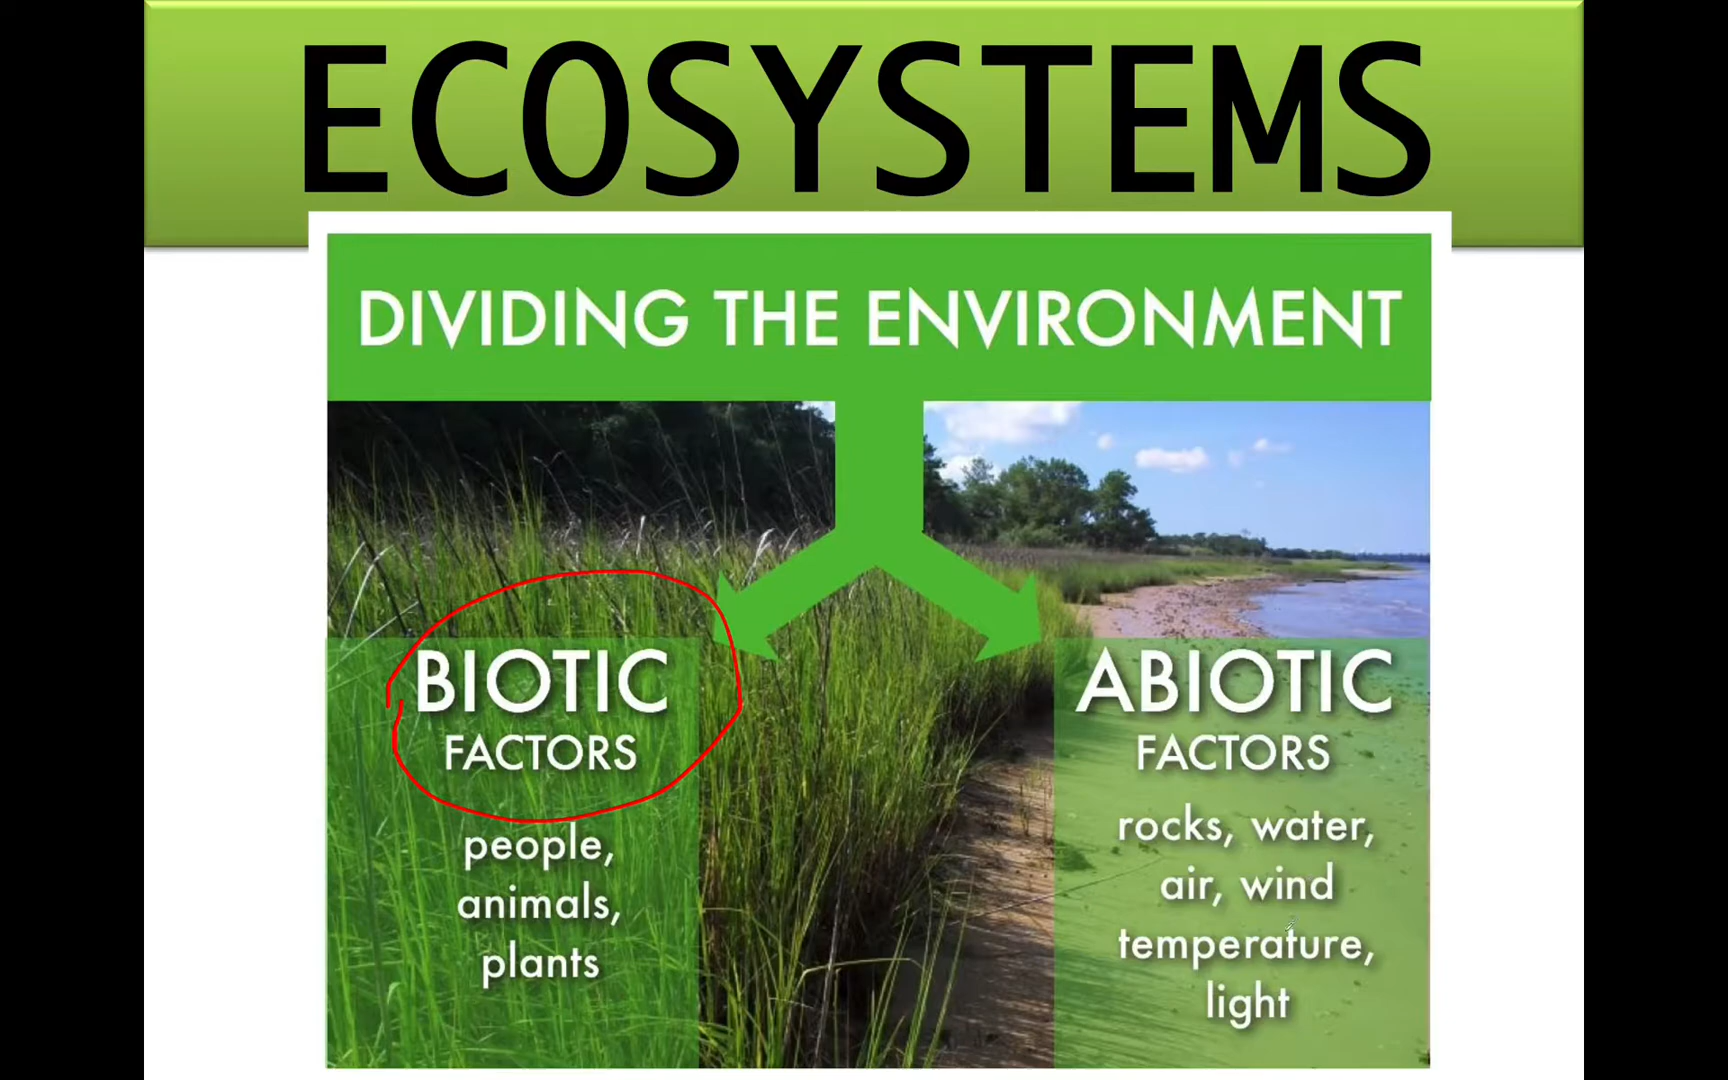 ECOSYSTEMS
DIVIDING THE ENVIRONMENT
BIOTIC
FACTORS
people,
animals,
plants
ABIOTIC
FACTORS
rocks, water,
air, wind
temperature,
light